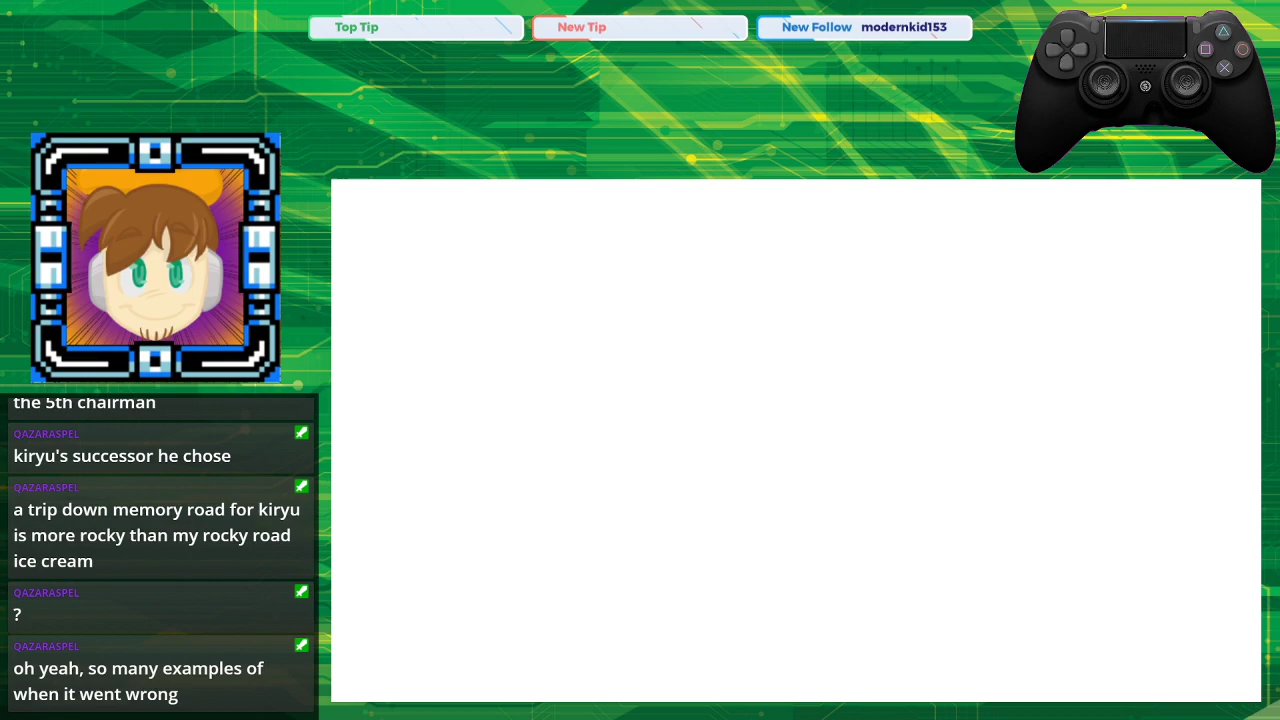 Top Tip
New Tip
New Follow modernkid153
the 5th chairman
QAZARASPEL
kiryu's successor he chose
QAZARASPEL
a trip down memory road for kiryu
is more rocky than my rocky road
ice cream
QAZARASPEL
?
QAZARASPEL
oh yeah, so many examples of
when it went wrong